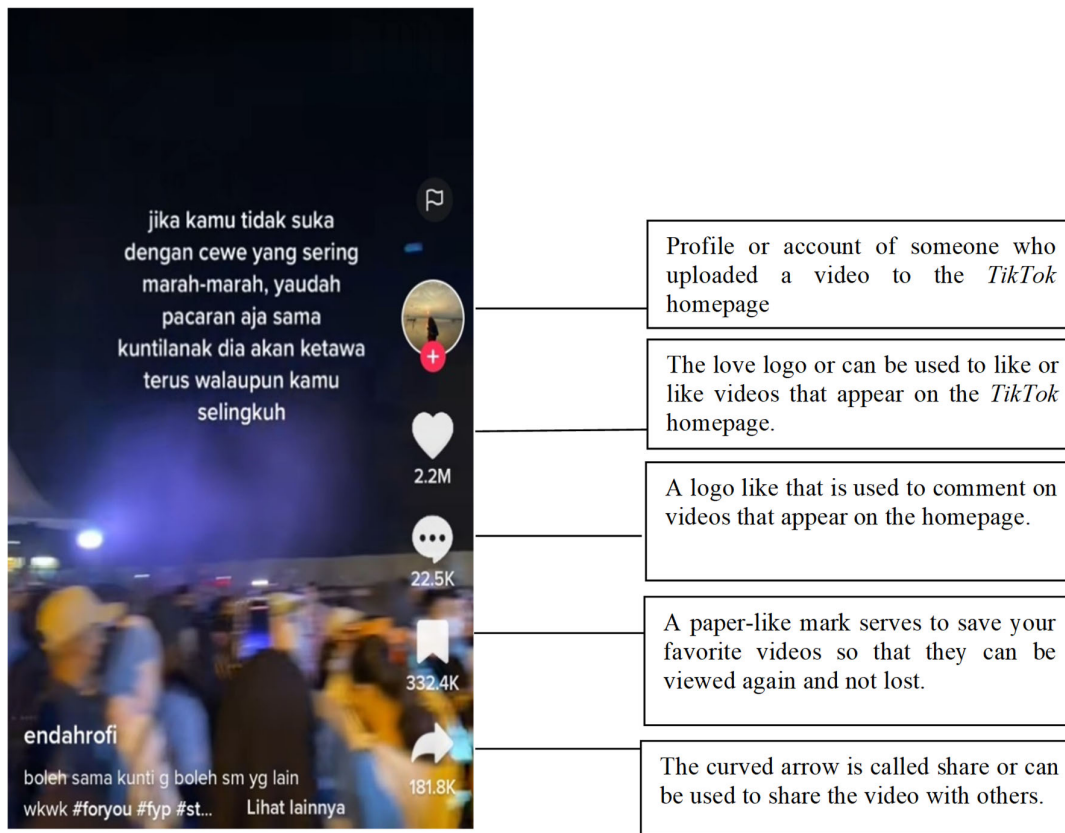 jika kamu tidak suka
dengan cewe yang sering
marah-marah, yaudah
pacaran aja sama
kuntilanak dia akan ketawa
terus walaupun kamu
selingkuh
2.2M
22.5K
332.4K
181.8K
endahrofi
boleh sama kunti g boleh sm yg lain
wkwk #foryou #fyp #st... Lihat lainnya
Profile or account of someone who
uploaded a video to the TikTok
homepage
The love logo or can be used to like or
like videos that appear on the TikTok
homepage.
A logo like that is used to comment on
videos that appear on the homepage.
A paper-like mark serves to save your
favorite videos so that they can be
viewed again and not lost.
The curved arrow is called share or can
be used to share the video with others.